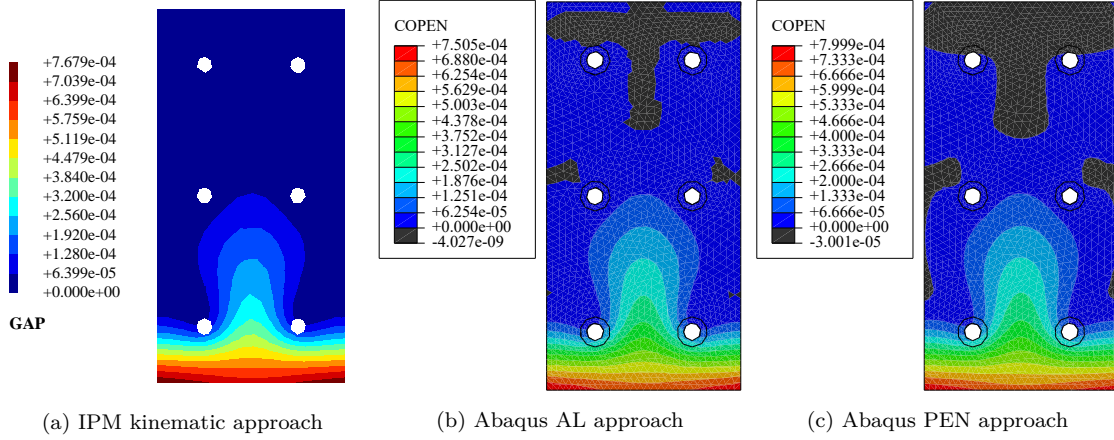 +7.679e-04
+7.039e-04
+6.399e-04
+5.759e-04
+5.119e-04
+4.479e-04
+3.840e-04
+3.200e-04
+2.560e-04
+1.920e-04
+1.280e-04
+6.399e-05
+0.000e+00
GAP
(a) IPM kinematic approach
COPEN
+7.505e-04
+6.880e-04
+6.254e-04
+5.629e-04
+5.003e-04
+4.378e-04
+3.752e-04
+3.127e-04
+2.502e-04
+1.876e-04
+1.251e-04
+6.254e-05
+0.000e+00
-4.027e-09
(b) Abaqus AL approach
COPEN
+7.999e-04
+7.333e-04
+6.666e-04
+5.999e-04
+5.333e-04
+4.666e-04
+4.000e-04
+3.333e-04
+2.666e-04
+2.000e-04
+1.333e-04
+6.666e-05
+0.000e+00
-3.001e-05
(c) Abaqus PEN approach